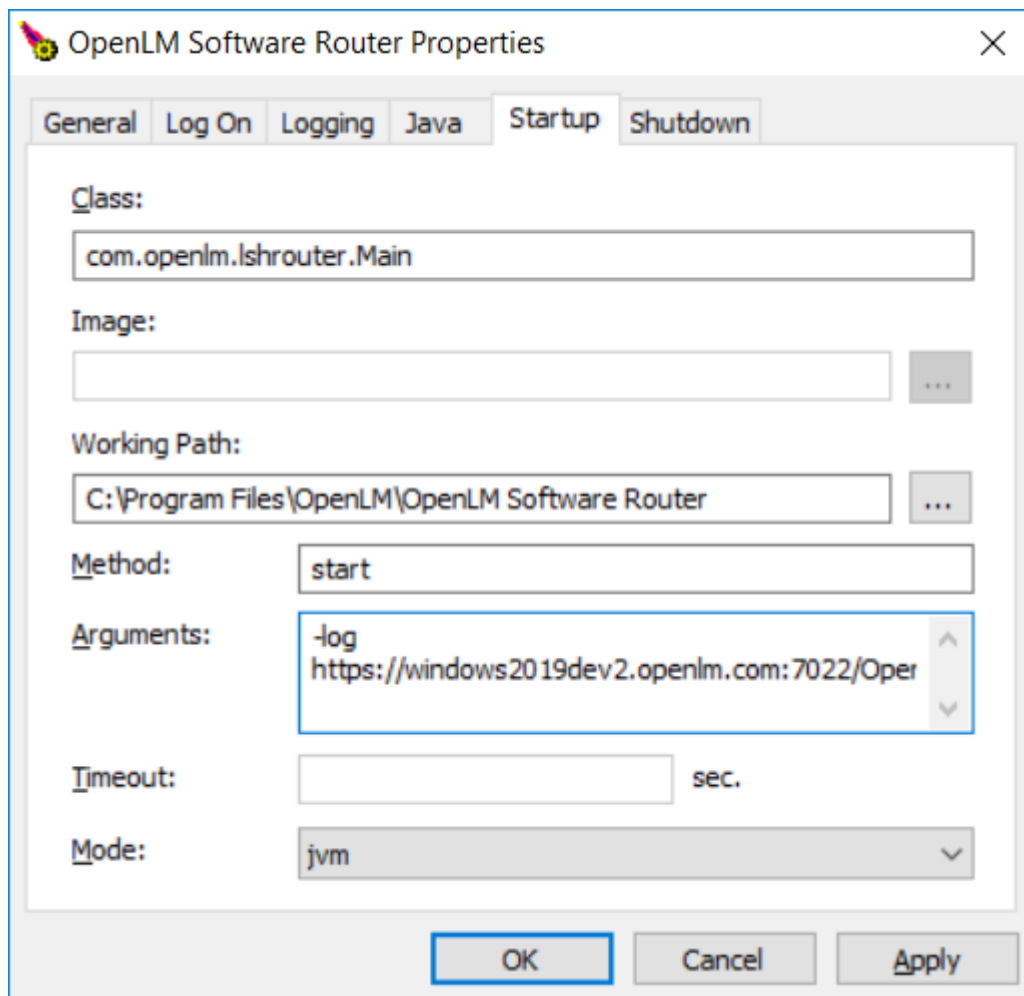 OpenLM Software Router Properties
General Log On Logging Java Startup Shutdown
Class:
com.openlm.lshrouter.Main
Image:
...
Working Path:
C:\Program Files\OpenLM\OpenLM Software Router
...
Method:
start
Arguments:
-log
https://windows2019dev2.openlm.com:7022/Oper
Timeout:
sec.
Mode:
jvm
OK Cancel Apply